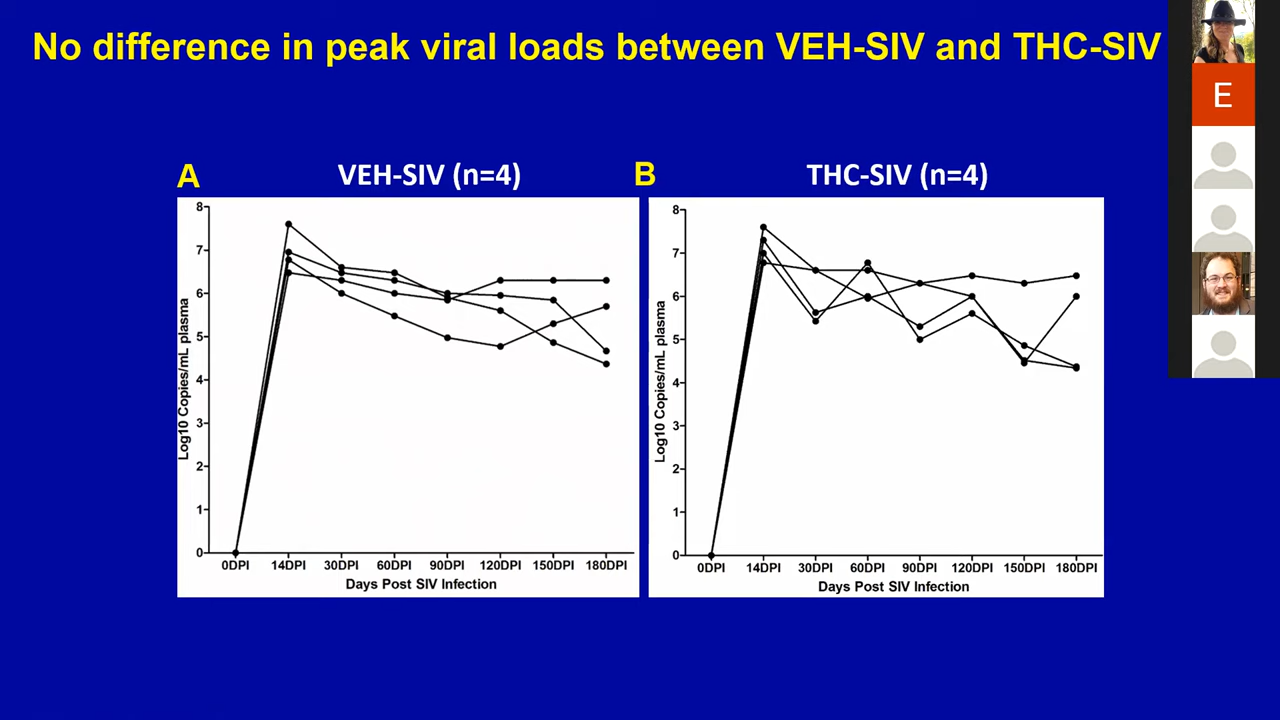 No difference in peak viral loads between VEH-SIV and THC-SIV
E
A
VEH-SIV (n=4)
B
THC-SIV (n=4)
8
7
6
5
4
3
2
1
0
Log10 Copies/mL plasma
0DPI 14DPI 30DPI 60DPI 90DPI 120DPI 150DPI 180DPI
Days Post SIV Infection
8
7
6
5
4
3
2
1
0
Log10 Copies/mL plasma
0DPI 14DPI 30DPI 60DPI 90DPI 120DPI 150DPI 180DPI
Days Post SIV Infection